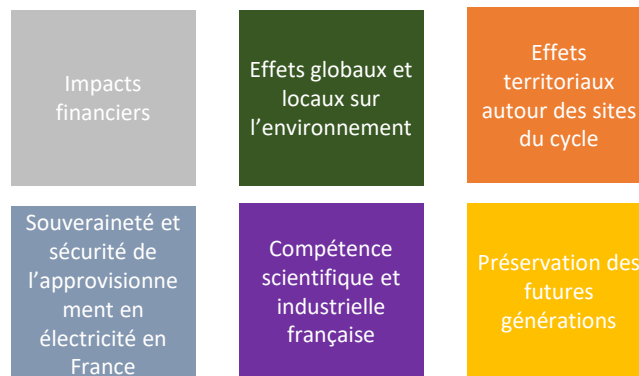 Impacts
financiers
Effets globaux et
locaux sur
l’environnement
Effets
territoriaux
autour des sites
du cycle
Souveraineté et
sécurité de
l’approvisionne
ment en
électricité en
France
Compétence
scientifique et
industrielle
française
Préservation des
futures
générations